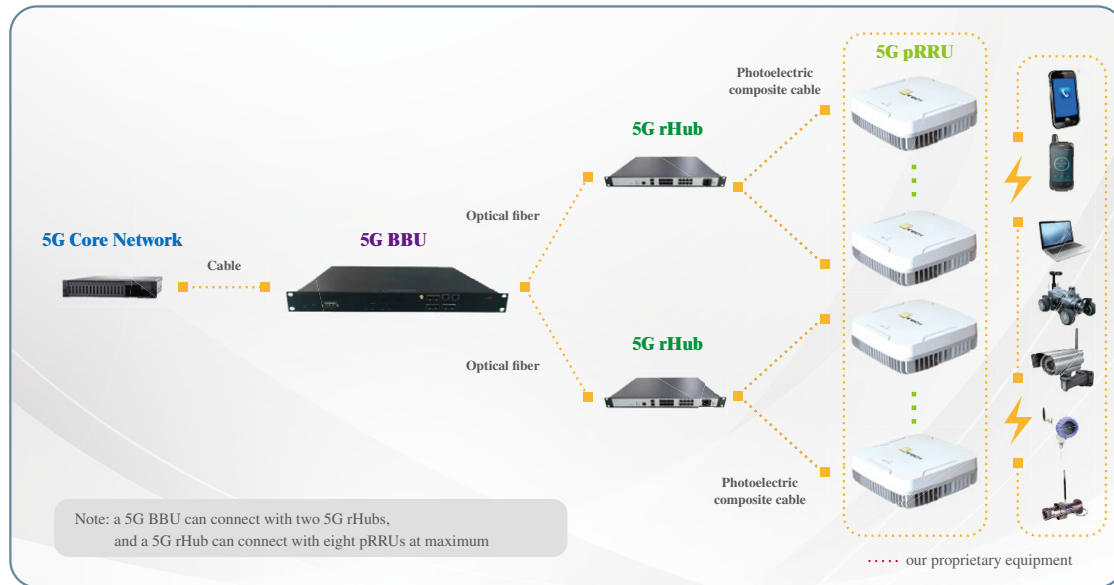 5G pRRU
Photoelectric
composite cable
5G rHub
Optical fiber
5G Core Network
5G BBU
Cable
5G rHub
Optical fiber
Photoelectric
composite cable
Note: a 5G BBU can connect with two 5G rHubs,
and a 5G rHub can connect with eight pRRUs at maximum
our proprietary equipment